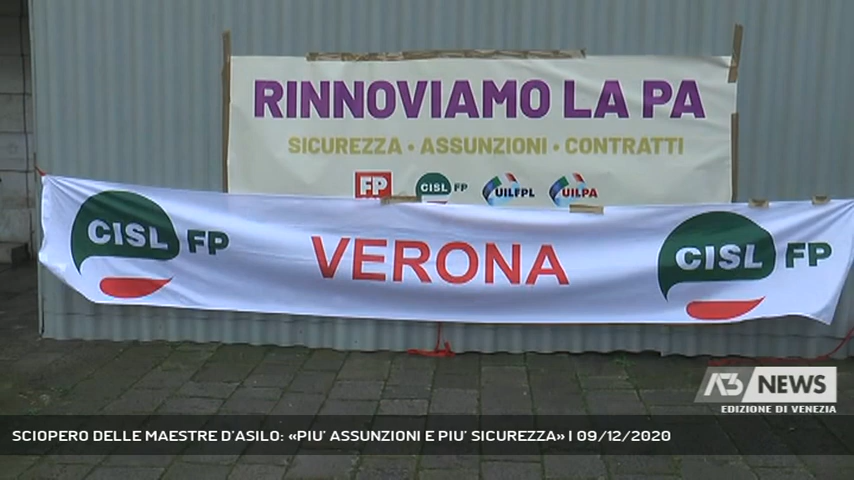 RINNOVIAMO LA PA
SICUREZZA • ASSUNZIONI • CONTRATTI
FP CISL FP UILFPL UILPA
CISL FP VERONA CISL FP
A3 NEWS
EDIZIONE DI VENEZIA
SCIOPERO DELLE MAESTRE D'ASILO: «PIU' ASSUNZIONI E PIU' SICUREZZA» | 09/12/2020